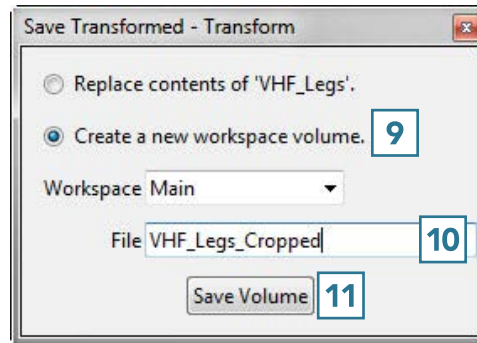 Save Transformed - Transform
Replace contents of 'VHF_Legs'.
Create a new workspace volume. 9
Workspace Main
File VHF_Legs_Cropped 10
Save Volume 11